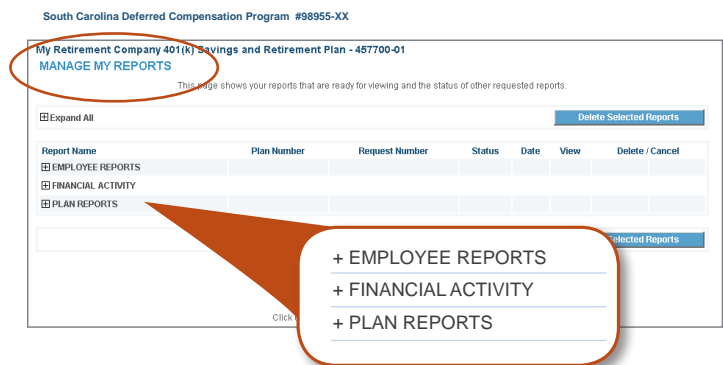 South Carolina Deferred Compensation Program #98955-XX
My Retirement Company 401(k) Savings and Retirement Plan - 457700-01
MANAGE MY REPORTS
This page shows your reports that are ready for viewing and the status of other requested reports.
Expand All
Delete Selected Reports
Report Name Plan Number Request Number Status Date View Delete / Cancel
EMPLOYEE REPORTS
FINANCIAL ACTIVITY
PLAN REPORTS
Selected Reports
+ EMPLOYEE REPORTS
+ FINANCIAL ACTIVITY
+ PLAN REPORTS
Click